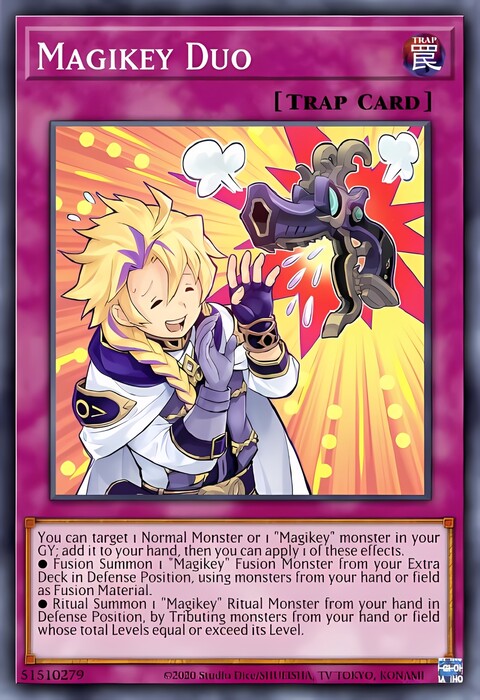 Magikey Duo
TRAP
罠
[Trap Card]
You can target 1 Normal Monster or 1 "Magikey" monster in your
GY; add it to your hand, then you can apply 1 of these effects.
● Fusion Summon 1 "Magikey" Fusion Monster from your Extra
Deck in Defense Position, using monsters from your hand or field
as Fusion Material.
● Ritual Summon 1 "Magikey" Ritual Monster from your hand in
Defense Position, by Tributing monsters from your hand or field
whose total Levels equal or exceed its Level.
51510279
©2020 Studio Dice/SHUEISHA, TV TOKYO, KONAMI